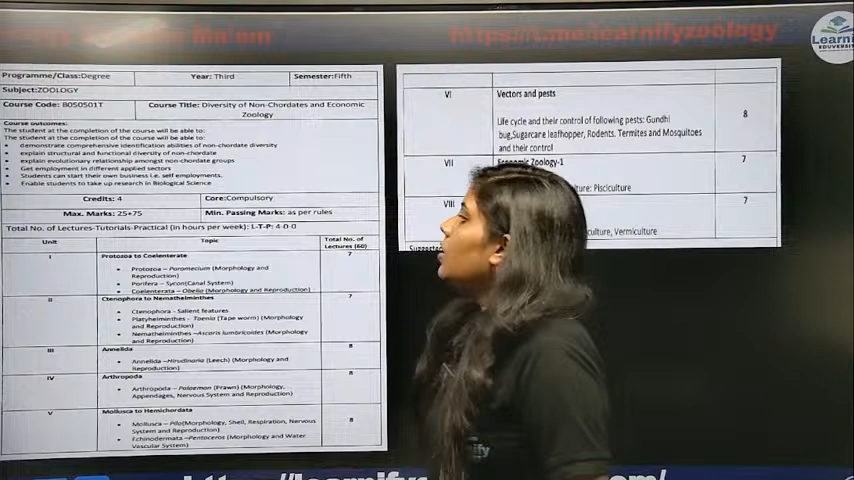 Ma'am
https://t.me/learnifyzoology
Learni
EDUVERSIT
Programme/Class:Degree
Year: Third
Semester:Fifth
Subject:ZOOLOGY
Course Code: B050501T
Course Title: Diversity of Non-Chordates and Economic
Zoology
Course outcomes:
The student at the completion of the course will be able to:
The student at the completion of the course will be able to:
• demonstrate comprehensive identification abilities of non-chordate diversity
• explain structural and functional diversity of non-chordate
• explain evolutionary relationship amongst non-chordate groups
• Get employment in different applied sectors
• Students can start their own business i.e. self employments.
• Enable students to take up research in Biological Science
Credits: 4
Core:Compulsory
Max. Marks: 25+75
Min. Passing Marks: as per rules
Total No. of Lectures-Tutorials-Practical (in hours per week): L-T-P: 4-0-0
Unit
Topic
Total No. of
Lectures (60)
I
Protozoa to Coelenterate
7
• Protozoa – Paramecium (Morphology and
Reproduction)
• Porifera – Sycon(Canal System)
• Coelenterata – Obelia (Morphology and Reproduction)
II
Ctenophora to Nemathelminthes
7
• Ctenophora - Salient features
• Platyhelminthes - Taenia (Tape worm) (Morphology
and Reproduction)
• Nemathelminthes –Ascaris lumbricoides (Morphology
and Reproduction)
III
Annelida
8
• Annelida –Hirudinaria (Leech) (Morphology and
Reproduction)
IV
Arthropoda
8
• Arthropoda – Palaemon (Prawn) (Morphology,
Appendages, Nervous System and Reproduction)
V
Mollusca to Hemichordata
8
• Mollusca – Pila(Morphology, Shell, Respiration, Nervous
System and Reproduction)
• Echinodermata –Pentaceros (Morphology and Water
Vascular System)
VI
Vectors and pests
8
Life cycle and their control of following pests: Gundhi
bug,Sugarcane leafhopper, Rodents. Termites and Mosquitoes
and their control
VII
Economic Zoology-1
7
ture: Pisciculture
VIII
7
culture, Vermiculture
Suggested